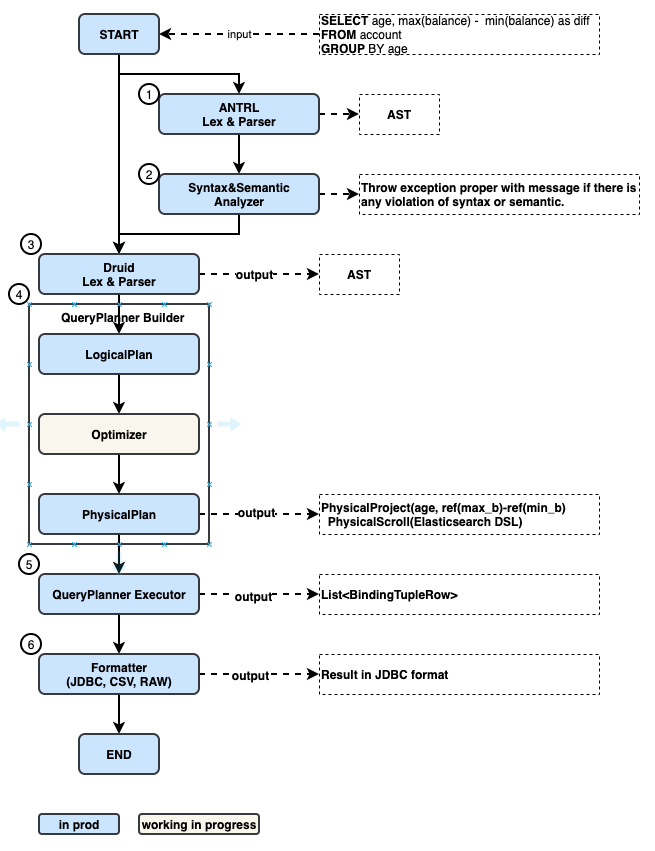 START
input
SELECT age, max(balance) - min(balance) as diff
FROM account
GROUP BY age
1
ANTRL
Lex & Parser
AST
2
Syntax&Semantic
Analyzer
Throw exception proper with message if there is
any violation of syntax or semantic.
3
Druid
Lex & Parser
output
AST
4
QueryPlanner Builder
LogicalPlan
Optimizer
PhysicalPlan
output
PhysicalProject(age, ref(max_b)-ref(min_b)
PhysicalScroll(Elasticsearch DSL)
5
QueryPlanner Executor
output
List<BindingTupleRow>
6
Formatter
(JDBC, CSV, RAW)
output
Result in JDBC format
END
in prod
working in progress